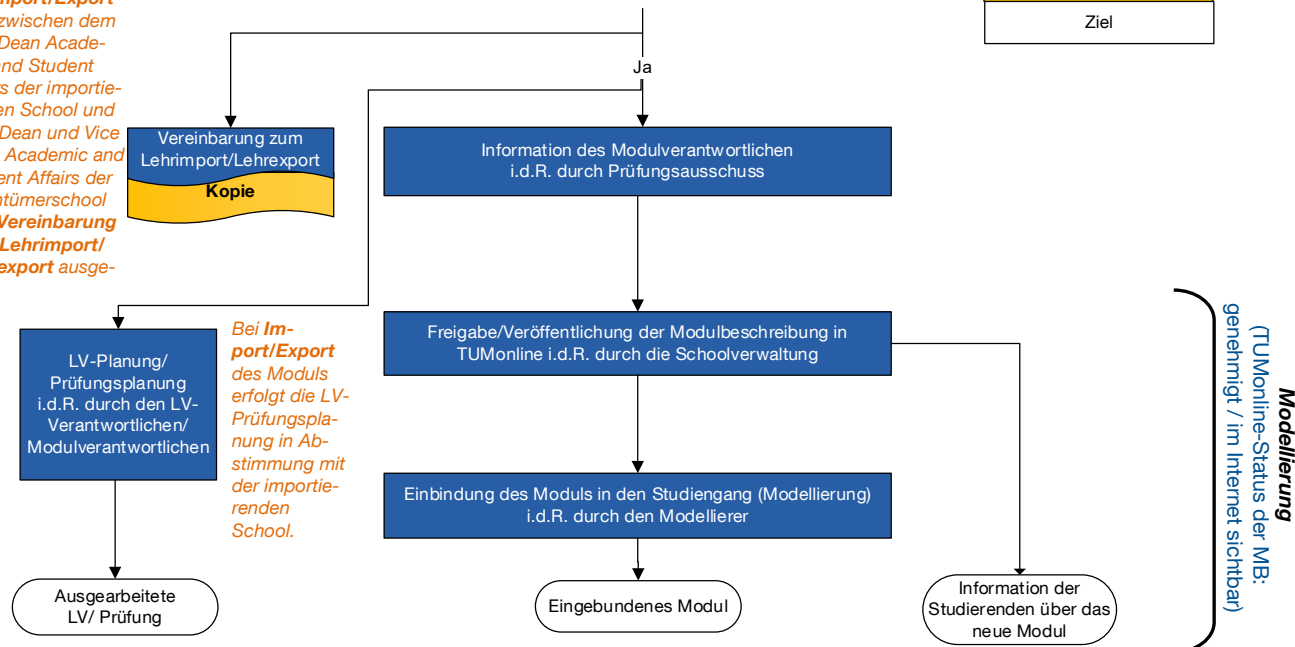 mport/Export
zwischen dem
Dean Acade-
nd Student
s der importie-
en School und
Dean und Vice
Academic and
ent Affairs der
ntümerschool
Vereinbarung
Lehrimport/
export ausge-
Ziel
Ja
Vereinbarung zum
Lehrimport/Lehrexport
Kopie
Information des Modulverantwortlichen
i.d.R. durch Prüfungsausschuss
LV-Planung/
Prüfungsplanung
i.d.R. durch den LV-
Verantwortlichen/
Modulverantwortlichen
Bei Im-
port/Export
des Moduls
erfolgt die LV-
Prüfungspla-
nung in Ab-
stimmung mit
der importie-
renden
School.
Freigabe/Veröffentlichung der Modulbeschreibung in
TUMonline i.d.R. durch die Schoolverwaltung
Einbindung des Moduls in den Studiengang (Modellierung)
i.d.R. durch den Modellierer
Modellierung
(TUMonline-Status der MB:
genehmigt / im Internet sichtbar)
Ausgearbeitete
LV/ Prüfung
Eingebundenes Modul
Information der
Studierenden über das
neue Modul